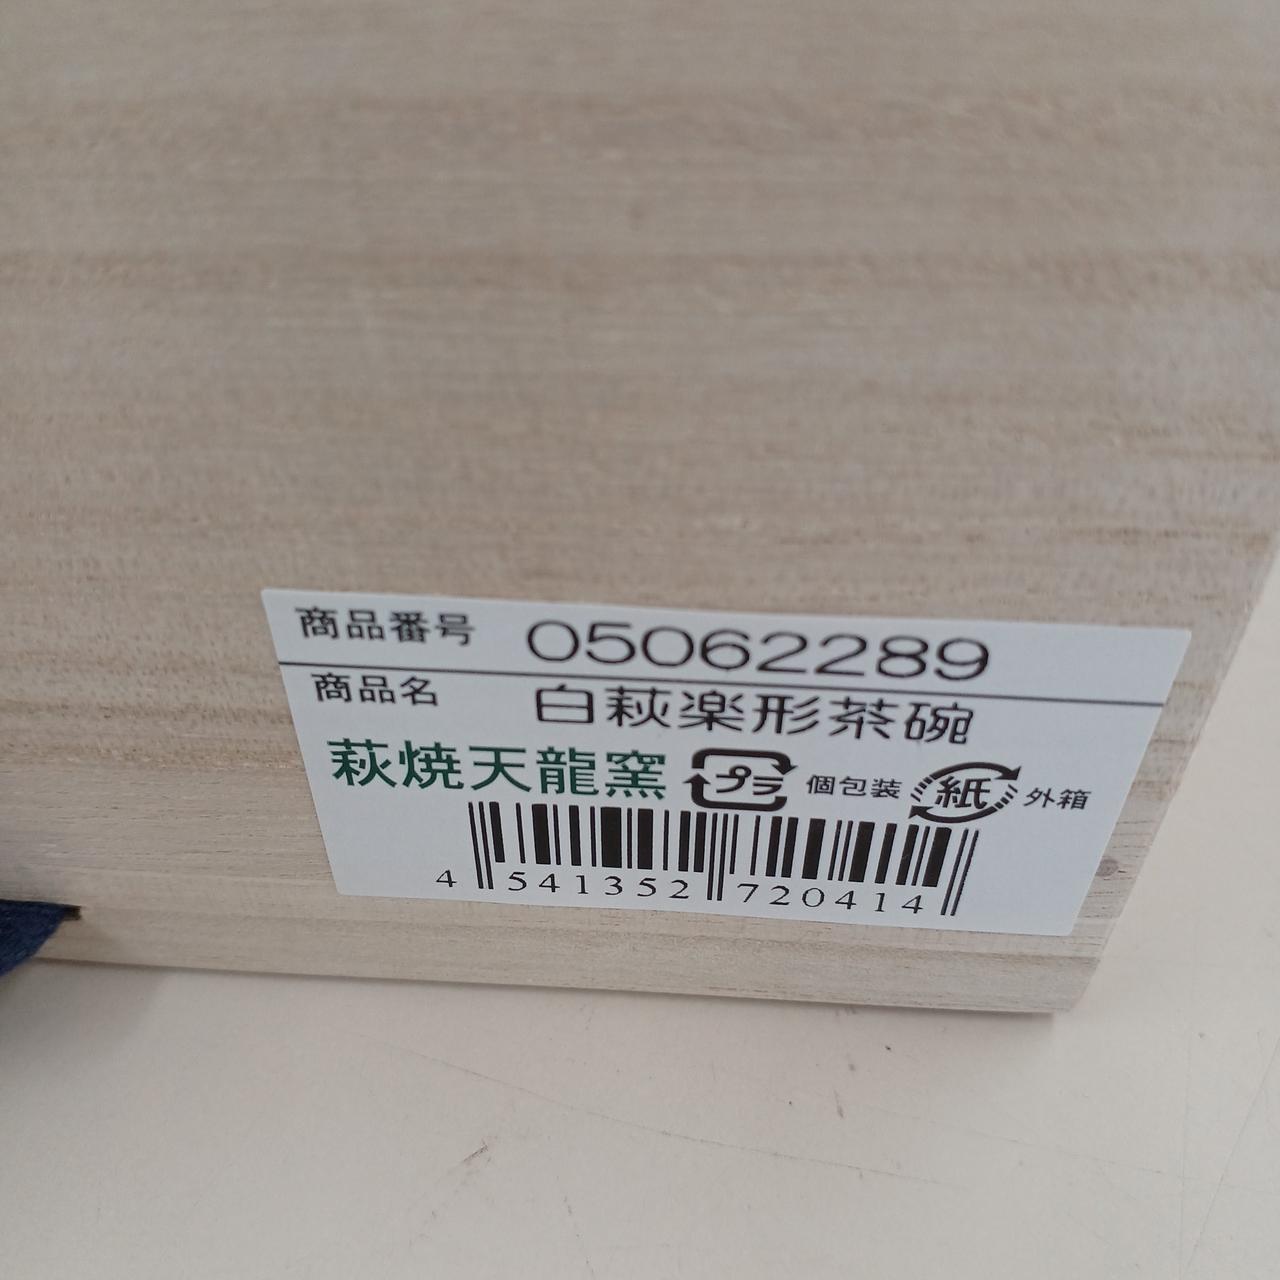 商品番号 05062289
商品名 白萩楽形茶碗
萩焼天龍窯 プラ 個包装 紙 外箱
4 541352 720414